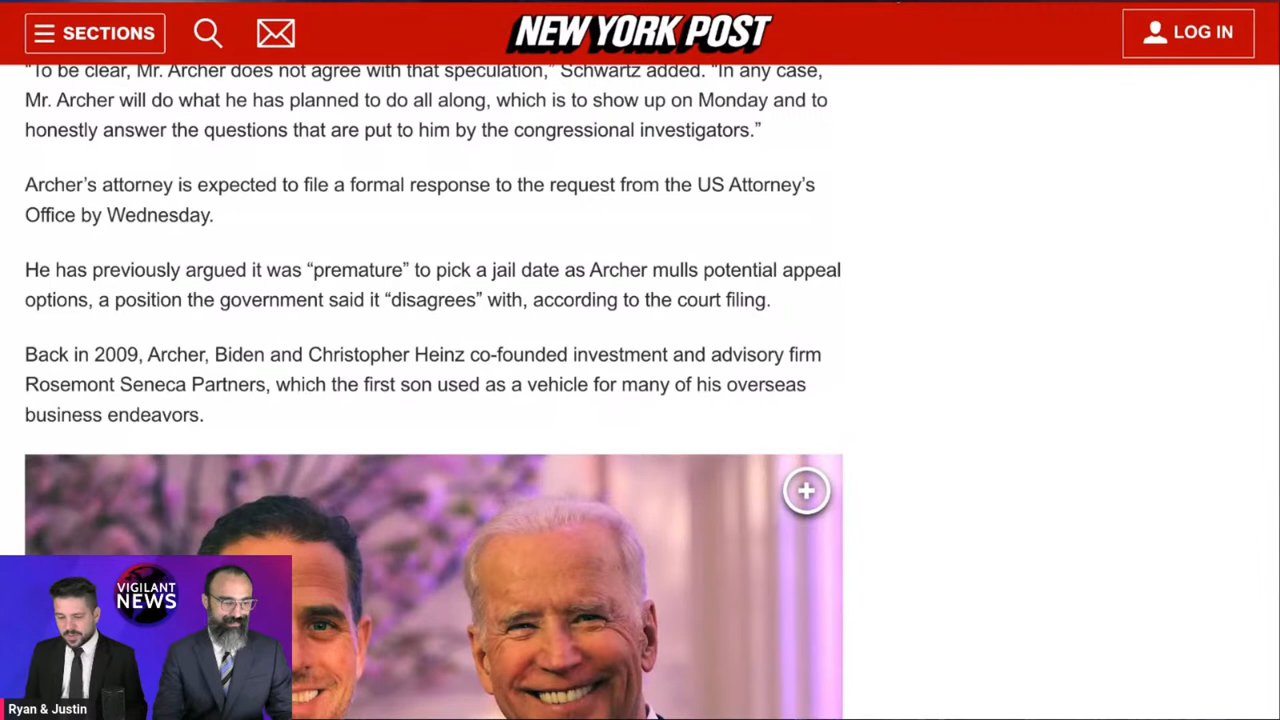 SECTIONS
NEW YORK POST
LOG IN
“To be clear, Mr. Archer does not agree with that speculation,” Schwartz added. “In any case,
Mr. Archer will do what he has planned to do all along, which is to show up on Monday and to
honestly answer the questions that are put to him by the congressional investigators.”
Archer’s attorney is expected to file a formal response to the request from the US Attorney’s
Office by Wednesday.
He has previously argued it was “premature” to pick a jail date as Archer mulls potential appeal
options, a position the government said it “disagrees” with, according to the court filing.
Back in 2009, Archer, Biden and Christopher Heinz co-founded investment and advisory firm
Rosemont Seneca Partners, which the first son used as a vehicle for many of his overseas
business endeavors.
VIGILANT
NEWS
Ryan & Justin